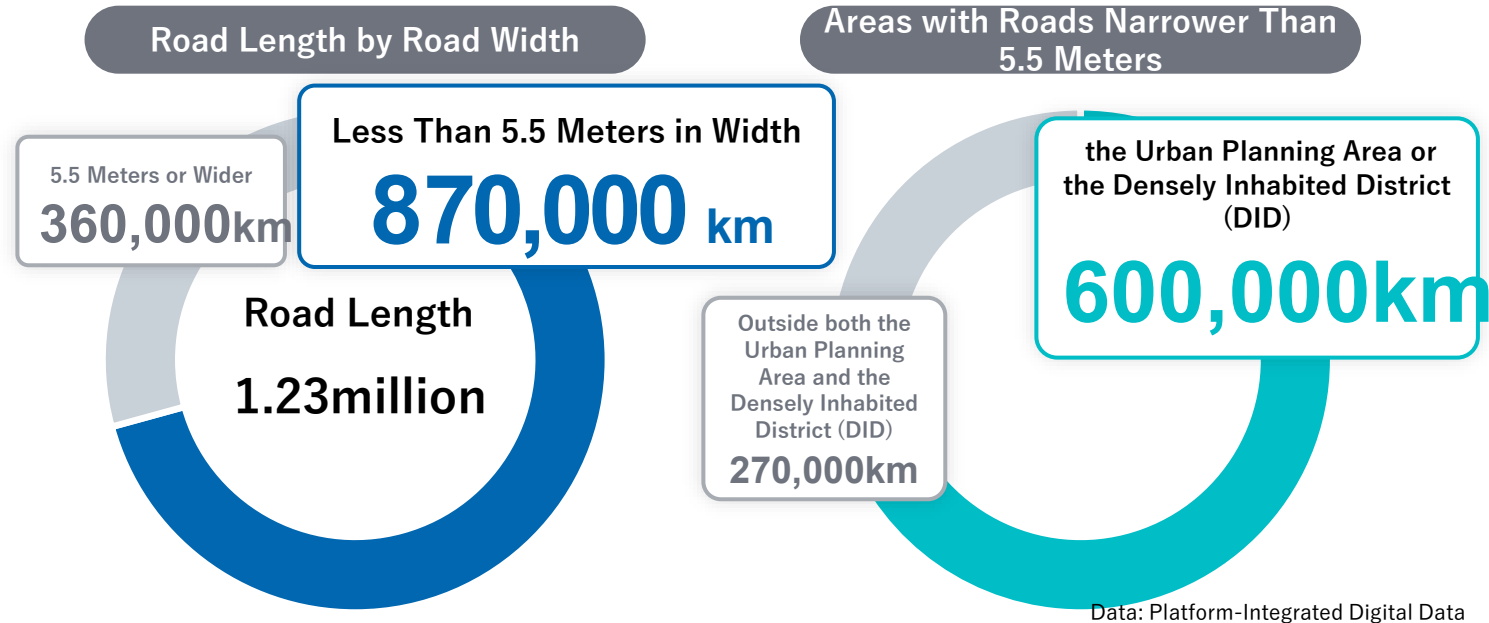 Road Length by Road Width
5.5 Meters or Wider
360,000km
Less Than 5.5 Meters in Width
870,000 km
Road Length
1.23million
Areas with Roads Narrower Than
5.5 Meters
the Urban Planning Area or
the Densely Inhabited District
(DID)
600,000km
Outside both the
Urban Planning
Area and the
Densely Inhabited
District (DID)
270,000km
Data: Platform-Integrated Digital Data